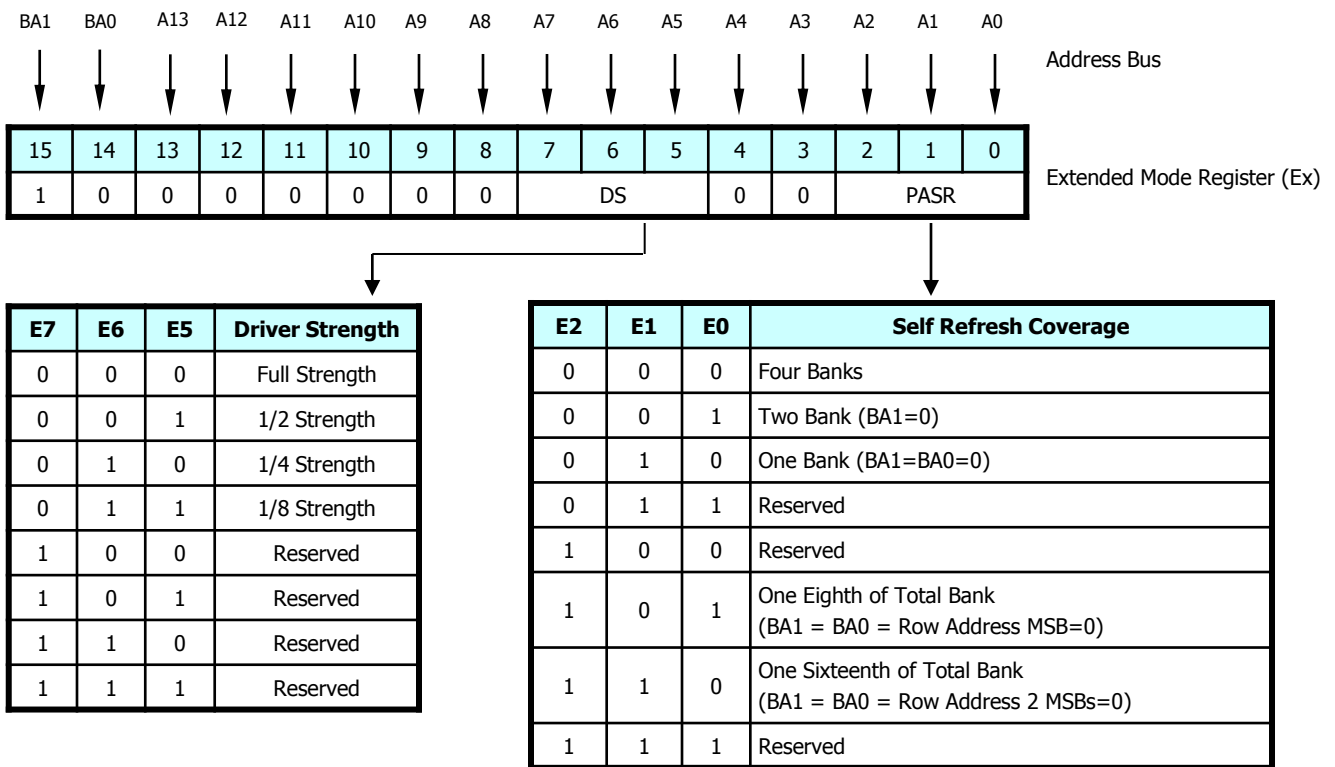 BA1 BA0 A13 A12 A11 A10 A9 A8 A7 A6 A5 A4 A3 A2 A1 A0
Address Bus
15 14 13 12 11 10 9 8 7 6 5 4 3 2 1 0
1 0 0 0 0 0 0 0 DS 0 0 PASR
Extended Mode Register (Ex)
E7 E6 E5 Driver Strength
0 0 0 Full Strength
0 0 1 1/2 Strength
0 1 0 1/4 Strength
0 1 1 1/8 Strength
1 0 0 Reserved
1 0 1 Reserved
1 1 0 Reserved
1 1 1 Reserved
E2 E1 E0 Self Refresh Coverage
0 0 0 Four Banks
0 0 1 Two Bank (BA1=0)
0 1 0 One Bank (BA1=BA0=0)
0 1 1 Reserved
1 0 0 Reserved
1 0 1 One Eighth of Total Bank
(BA1 = BA0 = Row Address MSB=0)
1 1 0 One Sixteenth of Total Bank
(BA1 = BA0 = Row Address 2 MSBs=0)
1 1 1 Reserved